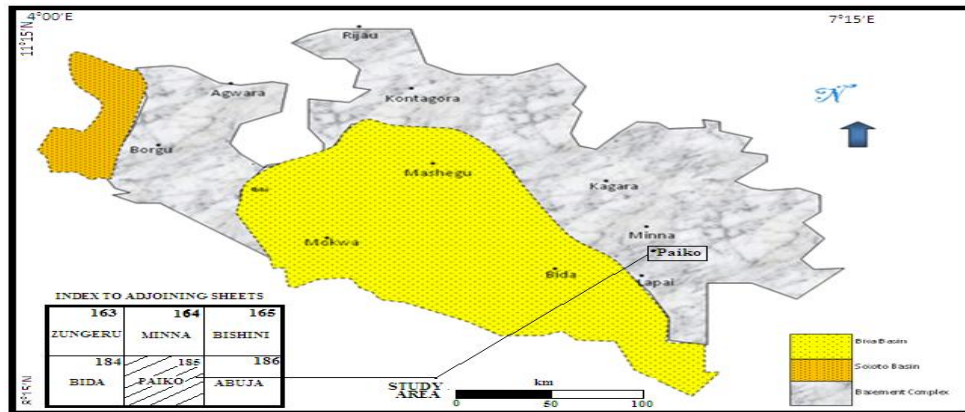 4°00'E
7°15'E
11°15'N
Rijau
Agwara
Kontagora
N
Borgu
Mashegu
Kagara
Minna
Mokwa
Paiko
Bida
Lapai
INDEX TO ADJOINING SHEETS
163 164 165
ZUNGERU MINNA BISHINI
184 185 186
BIDA PAIKO ABUJA
8°15'N
STUDY
AREA
km
0 50 100
Basin
Basin
Basement Complex